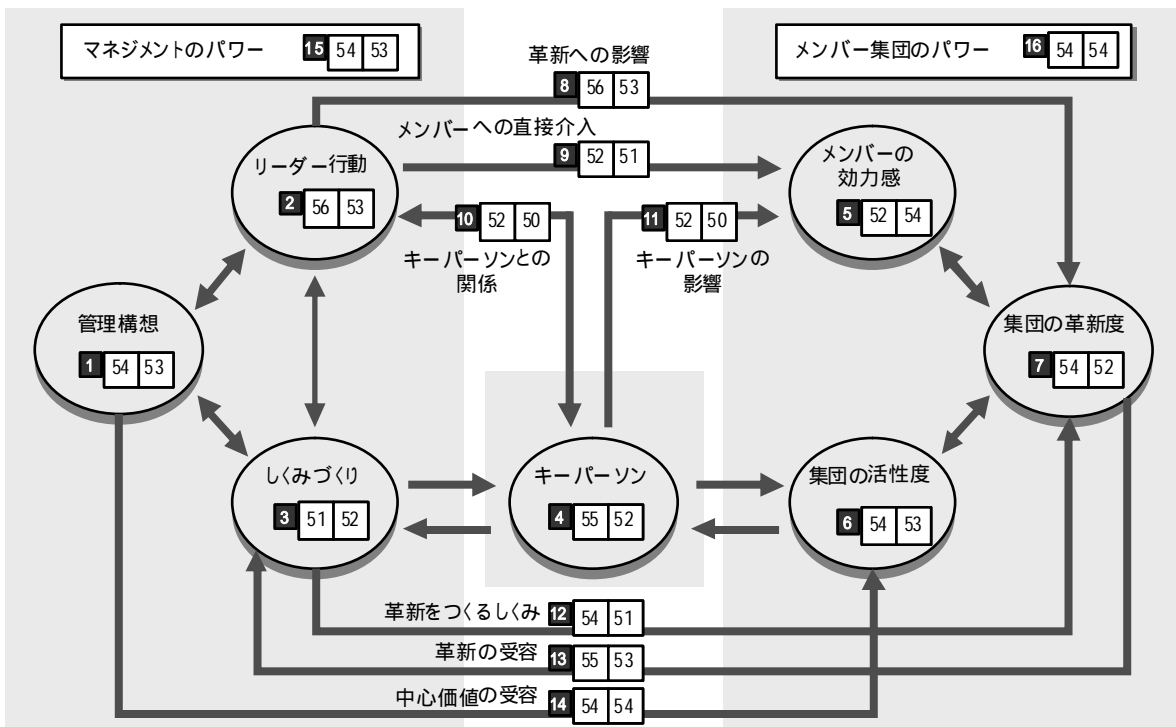 マネジメントのパワー 15 54 53
メンバー集団のパワー 16 54 54
革新への影響
8 56 53
メンバーへの直接介入
9 52 51
リーダー行動
2 56 53
メンバーの
効力感
5 52 54
10 52 50
キーパーソンとの
関係
11 52 50
キーパーソンの
影響
管理構想
1 54 53
集団の革新度
7 54 52
しくみづくり
3 51 52
キーパーソン
4 55 52
集団の活性度
6 54 53
革新をつくるしくみ 12 54 51
革新の受容 13 55 53
中心価値の受容 14 54 54